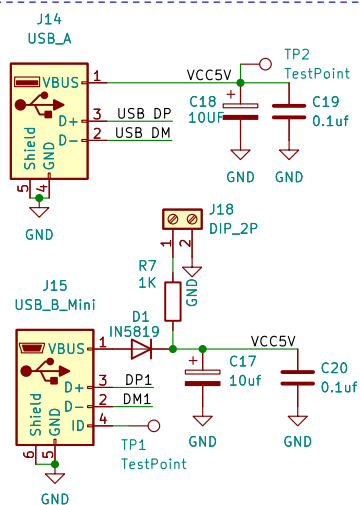 J14
USB_A
VBUS 1
D+ 3
D- 2
Shield
GND
5
4
GND
USB DP
USB DM
VCC5V
TP2
TestPoint
C18
10UF
C19
0.1uf
GND
GND
J18
DIP_2P
1
2
GND
R7
1K
J15
USB_B_Mini
VBUS 1
D+ 3
D- 2
ID 4
Shield
GND
6
5
GND
D1
IN5819
DP1
DM1
TP1
TestPoint
VCC5V
C17
10uf
C20
0.1uf
GND
GND